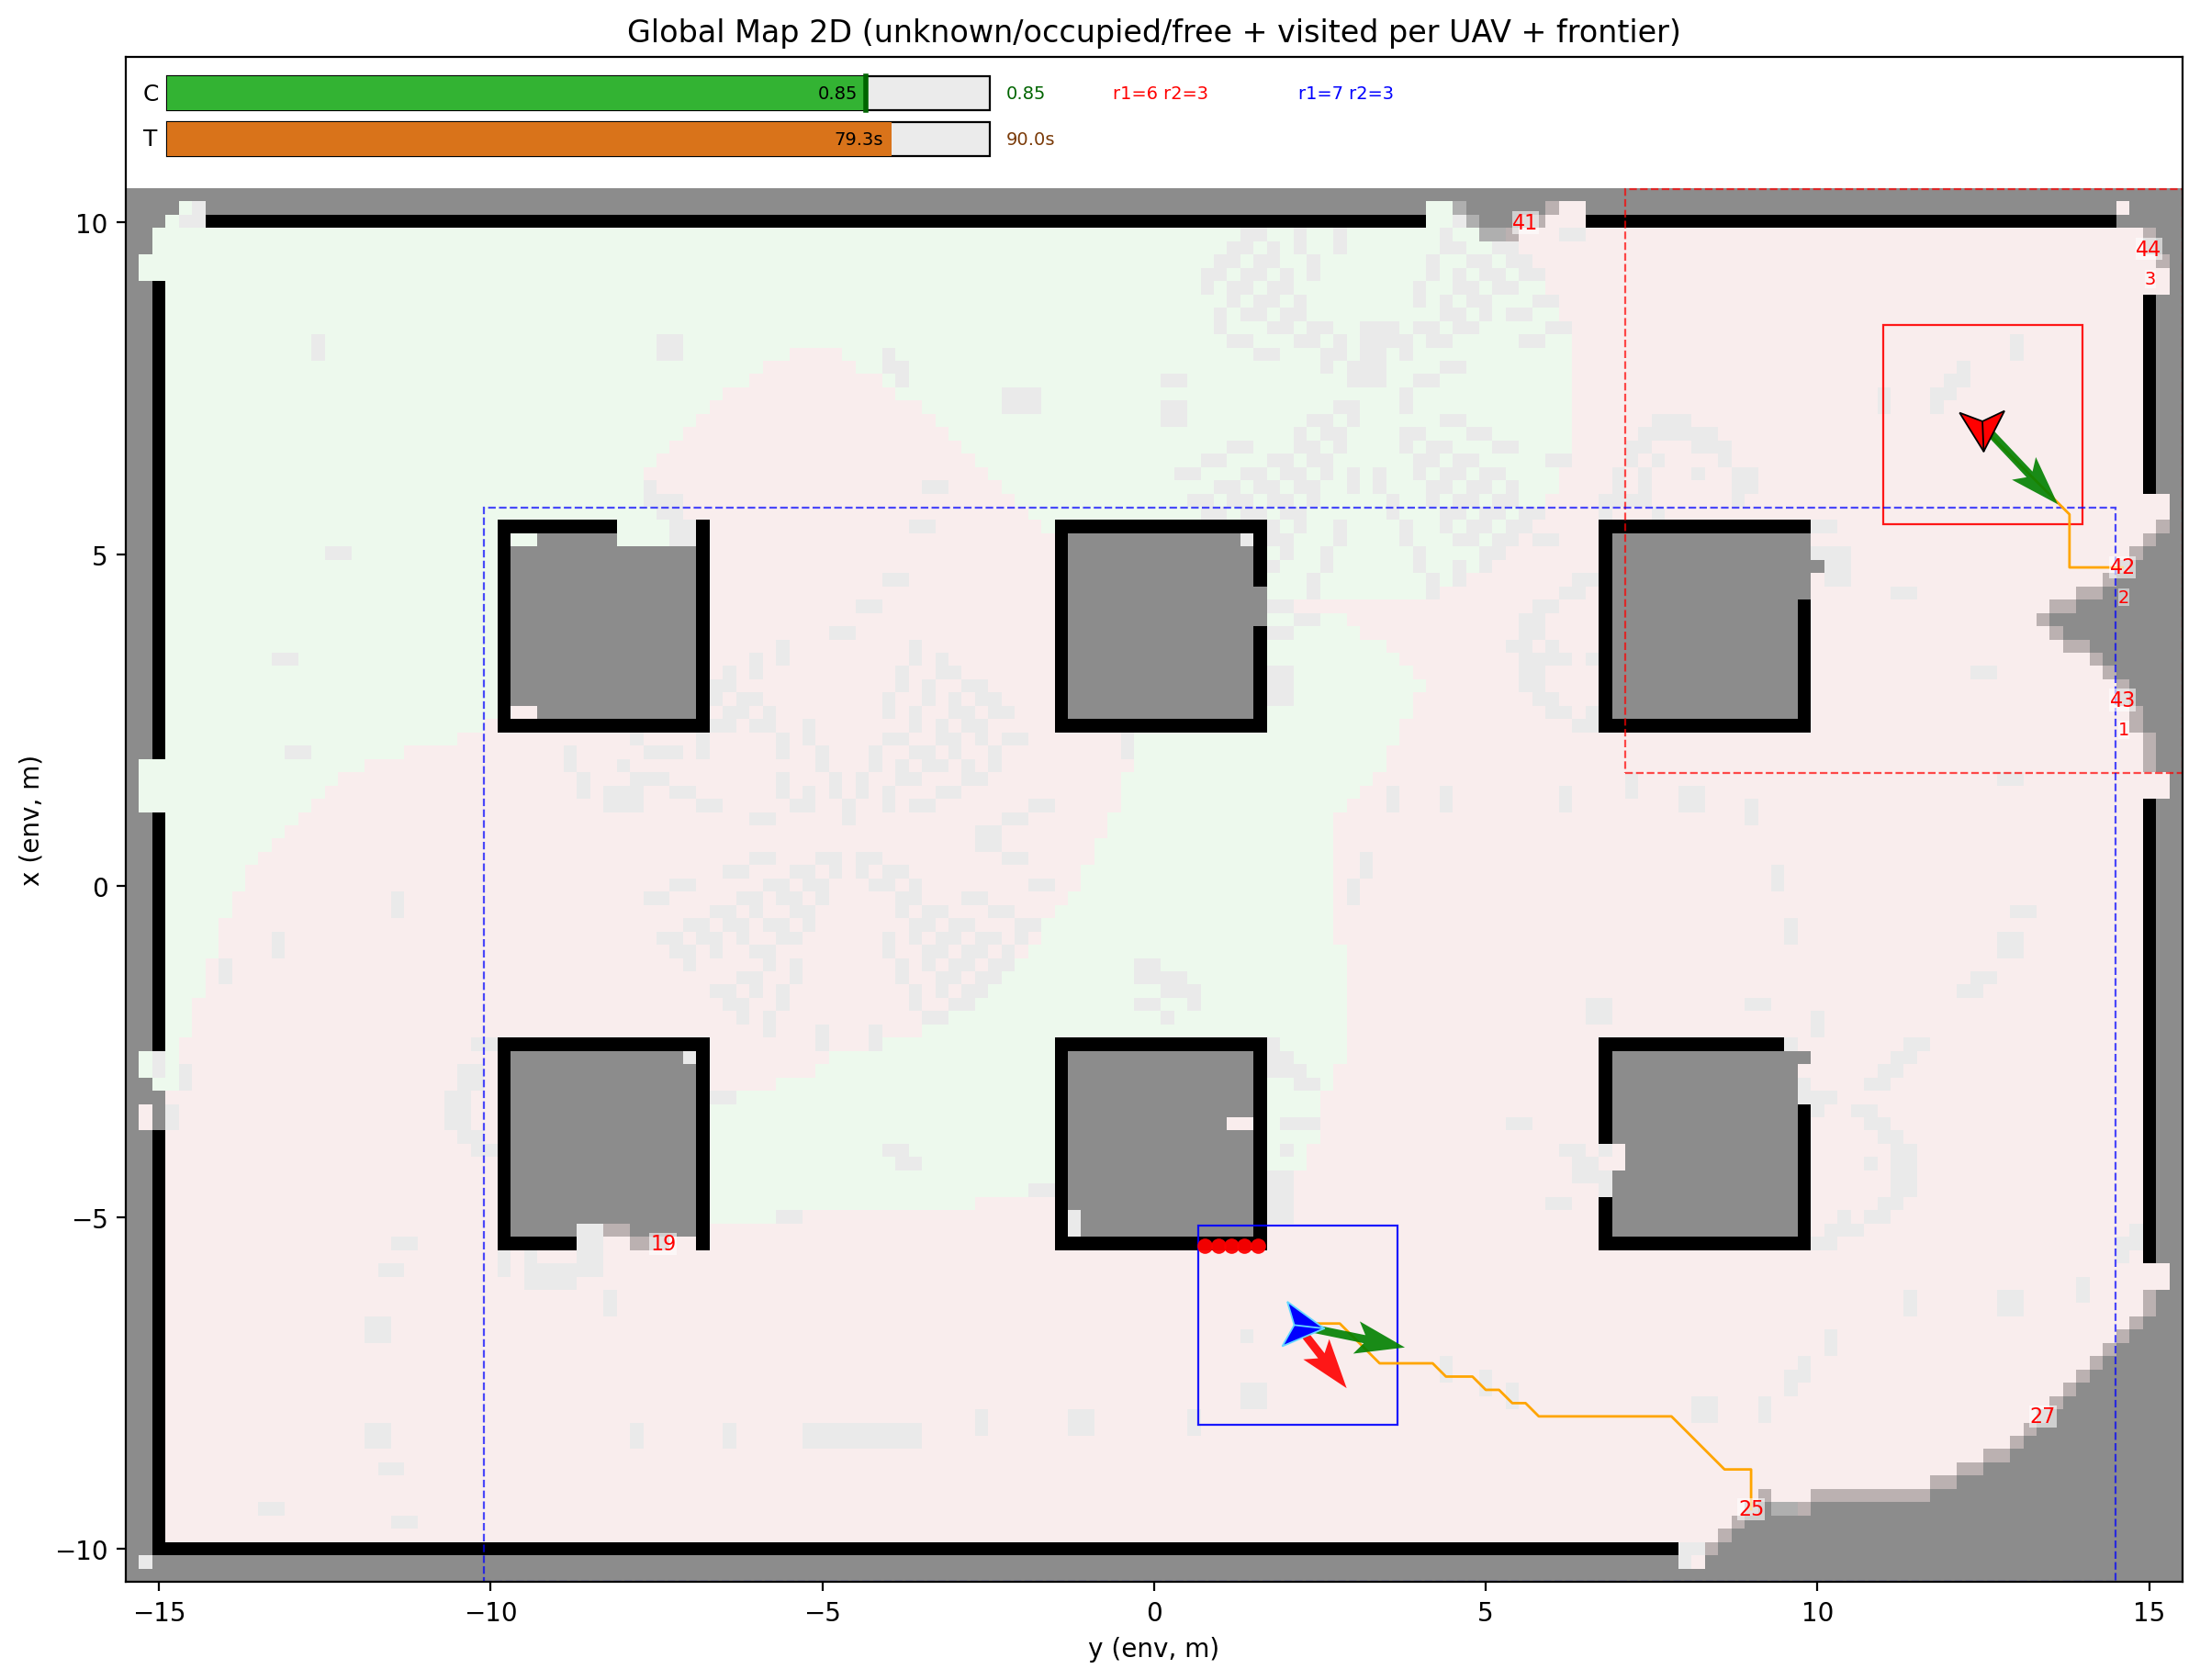 Global Map 2D (unknown/occupied/free + visited per UAV + frontier)
C 0.85 0.85 r1=6 r2=3 r1=7 r2=3
T 79.3s 90.0s
10
5
0
−5
−10
x (env, m)
41
44
3
42
2
43
1
19
27
25
−15 −10 −5 0 5 10 15
y (env, m)